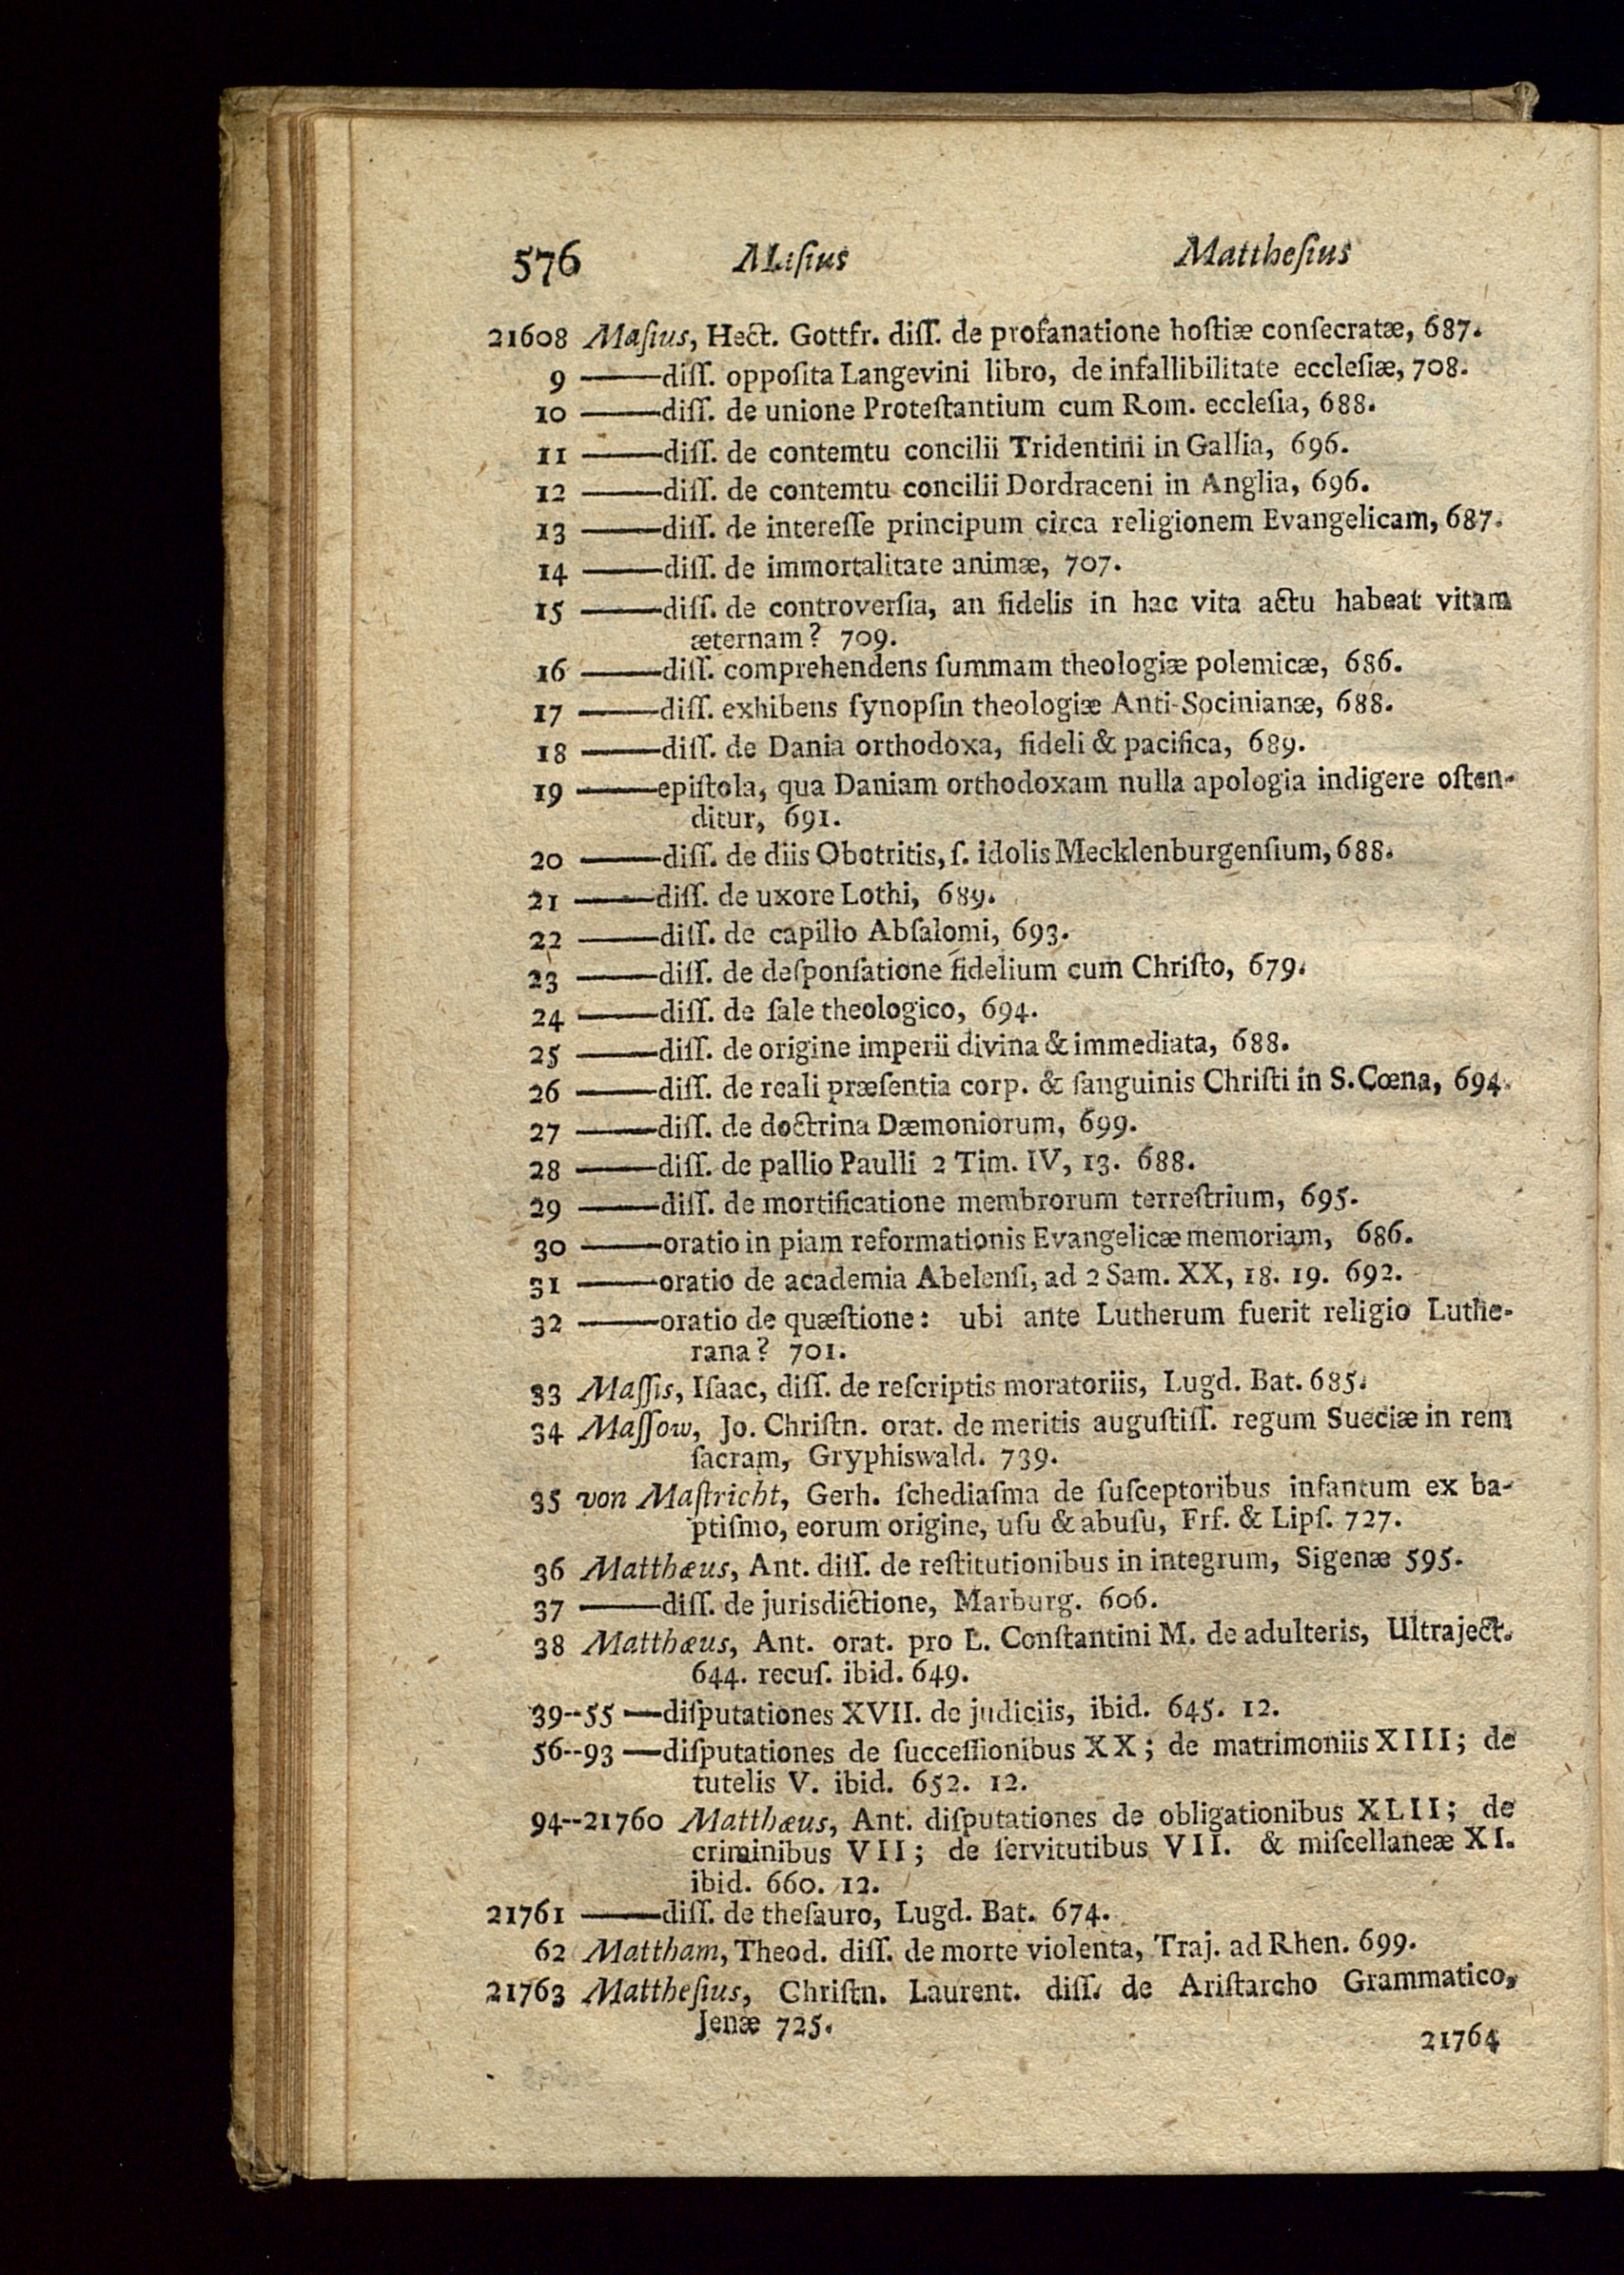 576 Masius Mattheſius
21608 Maſius, Hect. Gottfr. diſſ. de profanatione hoſtiæ conſecratæ, 687.
9 ——diſſ. oppoſita Langevini libro, de infallibilitate eccleſiæ, 708.
10 ——diſſ. de unione Proteſtantium cum Rom. eccleſia, 688.
11 ——diſſ. de contemtu concilii Tridentini in Gallia, 696.
12 ——diſſ. de contemtu concilii Dordraceni in Anglia, 696.
13 ——diſſ. de intereſſe principum circa religionem Evangelicam, 687.
14 ——diſſ. de immortalitate animæ, 707.
15 ——diſſ. de controverſia, an fidelis in hac vita actu habeat vitam
æternam? 709.
16 ——diſſ. comprehendens ſummam theologiæ polemicæ, 686.
17 ——diſſ. exhibens ſynopſin theologiæ Anti-Socinianæ, 688.
18 ——diſſ. de Dania orthodoxa, fideli & pacifica, 689.
19 ——epiſtola, qua Daniam orthodoxam nulla apologia indigere oſten-
ditur, 691.
20 ——diſſ. de diis Obotritis, ſ. idolis Mecklenburgenſium, 688.
21 ——diſſ. de uxore Lothi, 689.
22 ——diſſ. de capillo Abſalomi, 693.
23 ——diſſ. de deſponſatione fidelium cum Chriſto, 679.
24 ——diſſ. de ſale theologico, 694.
25 ——diſſ. de origine imperii divina & immediata, 688.
26 ——diſſ. de reali præſentia corp. & ſanguinis Chriſti in S. Cœna, 694.
27 ——diſſ. de doctrina Dæmoniorum, 699.
28 ——diſſ. de pallio Paulli 2 Tim. IV, 13. 688.
29 ——diſſ. de mortificatione membrorum terreſtrium, 695.
30 ——oratio in piam reformationis Evangelicæ memoriam, 686.
31 ——oratio de academia Abelenſi, ad 2 Sam. XX, 18. 19. 692.
32 ——oratio de quæſtione: ubi ante Lutherum fuerit religio Luthe-
rana? 701.
33 Maſſis, Iſaac, diſſ. de reſcriptis moratoriis, Lugd. Bat. 685.
34 Maſſow, Jo. Chriſtn. orat. de meritis auguſtiſſ. regum Sueciæ in rem
ſacram, Gryphiswald. 739.
35 von Maſtricht, Gerh. ſchediaſma de ſuſceptoribus infantum ex ba-
ptiſmo, eorum origine, uſu & abuſu, Frf. & Lipſ. 727.
36 Matthæus, Ant. diſſ. de reſtitutionibus in integrum, Sigenæ 595.
37 ——diſſ. de jurisdictione, Marburg. 606.
38 Matthæus, Ant. orat. pro L. Conſtantini M. de adulteris, Ultraject.
644. recuſ. ibid. 649.
39--55 —diſputationes XVII. de judiciis, ibid. 645. 12.
56--93 —diſputationes de ſucceſſionibus XX; de matrimoniis XIII; de
tutelis V. ibid. 652. 12.
94--21760 Matthæus, Ant. diſputationes de obligationibus XLII; de
criminibus VII; de ſervitutibus VII. & miſcellaneæ XI.
ibid. 660. 12.
21761 ——diſſ. de theſauro, Lugd. Bat. 674.
62 Mattham, Theod. diſſ. de morte violenta, Traj. ad Rhen. 699.
21763 Mattheſius, Chriſtn. Laurent. diſſ. de Ariſtarcho Grammatico,
Jenæ 725.
21764